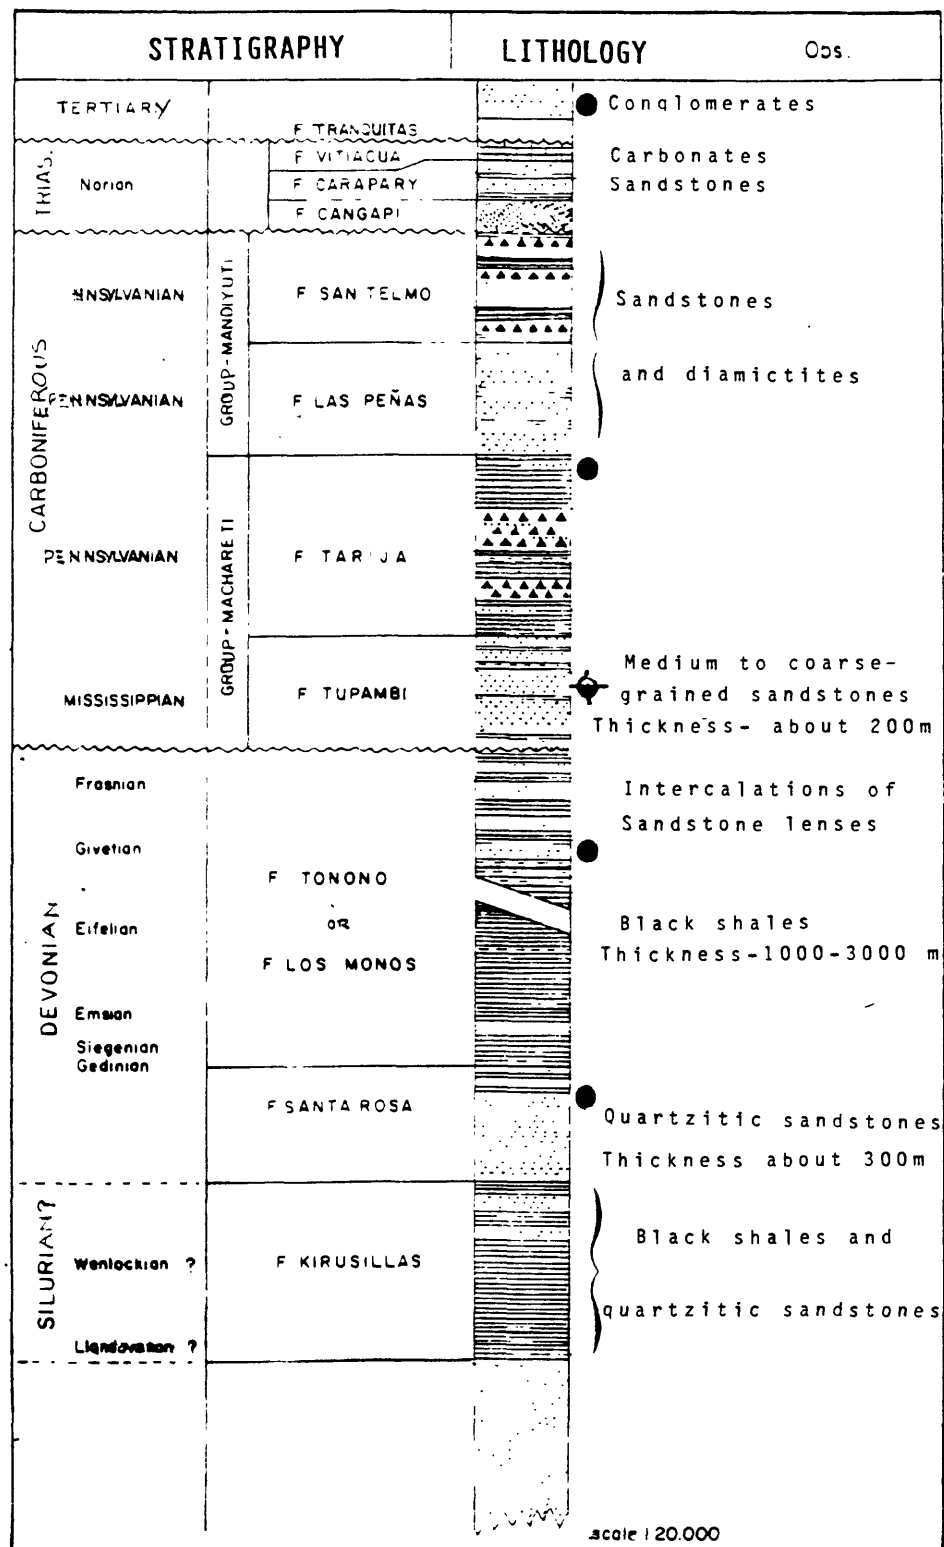 STRATIGRAPHY
LITHOLOGY
Obs.
TERTIARY
F TRANQUITAS
Conglomerates
TRIAS.
Norian
F VITIACUA
F CARAPARY
F CANGAPI
Carbonates
Sandstones
CARBONIFEROUS
NNSYLVANIAN
GROUP-MANDIYUTI
F SAN TELMO
Sandstones
PENNSYLVANIAN
F LAS PEÑAS
and diamictites
PENNSYLVANIAN
GROUP-MACHARETI
F TARIJA
MISSISSIPPIAN
F TUPAMBI
Medium to coarse-
grained sandstones
Thickness- about 200m
DEVONIAN
Frasnian
Givetian
Eifelian
Emsian
Siegenian
Gedinian
F TONONO
OR
F LOS MONOS
Intercalations of
Sandstone lenses
Black shales
Thickness-1000-3000 m
F SANTA ROSA
Quartzitic sandstones
Thickness about 300m
SILURIAN?
Wenlockian ?
F KIRUSILLAS
Black shales and
quartzitic sandstones
?
scale 1 20.000